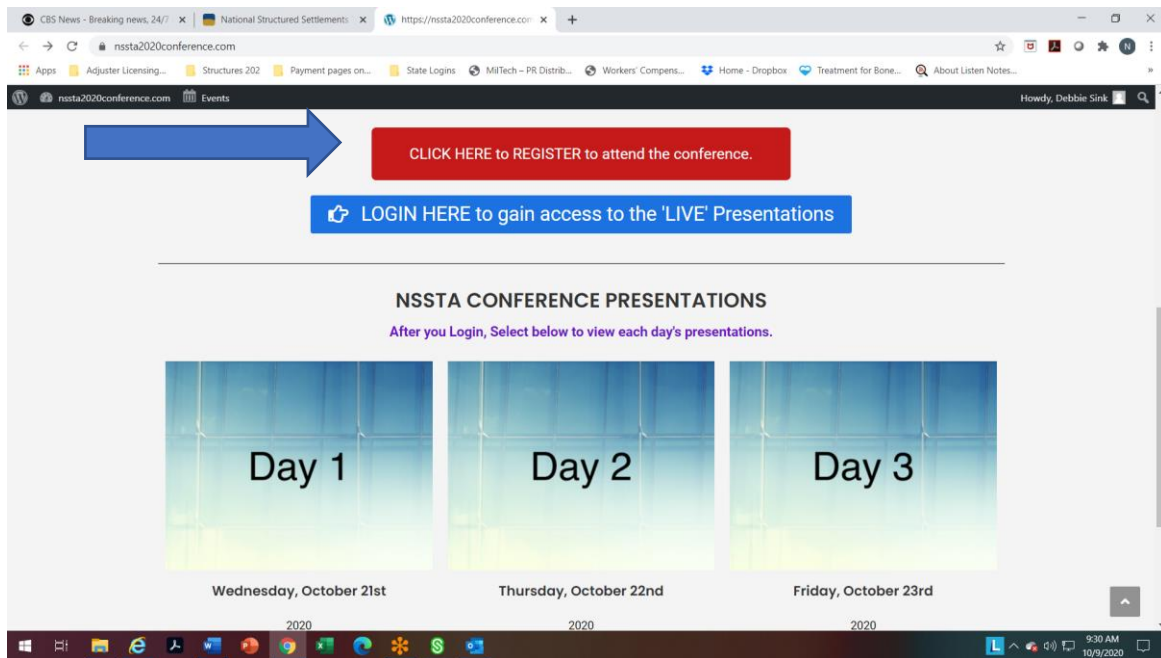 CBS News - Breaking news, 24/7
National Structured Settlements
https://nssta2020conference.com
nssta2020conference.com
N
Apps
Adjuster Licensing...
Structures 202
Payment pages on...
State Logins
MilTech – PR Distrib...
Workers' Compens...
Home - Dropbox
Treatment for Bone...
About Listen Notes...
nssta2020conference.com
Events
Howdy, Debbie Sink
CLICK HERE to REGISTER to attend the conference.
LOGIN HERE to gain access to the 'LIVE' Presentations
NSSTA CONFERENCE PRESENTATIONS
After you Login, Select below to view each day's presentations.
Day 1
Day 2
Day 3
Wednesday, October 21st
Thursday, October 22nd
Friday, October 23rd
2020
2020
2020
9:30 AM
10/9/2020